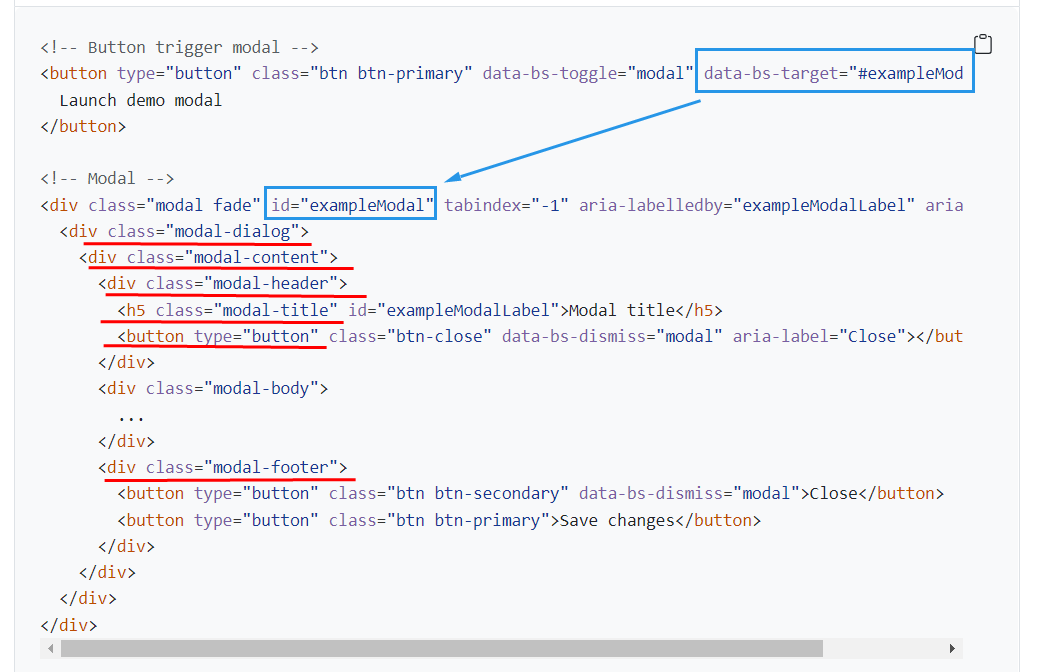 <!-- Button trigger modal -->
<button type="button" class="btn btn-primary" data-bs-toggle="modal" data-bs-target="#exampleMod
Launch demo modal
</button>
<!-- Modal -->
<div class="modal fade" id="exampleModal" tabindex="-1" aria-labelledby="exampleModalLabel" aria
<div class="modal-dialog">
<div class="modal-content">
<div class="modal-header">
<h5 class="modal-title" id="exampleModalLabel">Modal title</h5>
<button type="button" class="btn-close" data-bs-dismiss="modal" aria-label="Close"></but
</div>
<div class="modal-body">
...
</div>
<div class="modal-footer">
<button type="button" class="btn btn-secondary" data-bs-dismiss="modal">Close</button>
<button type="button" class="btn btn-primary">Save changes</button>
</div>
</div>
</div>
</div>